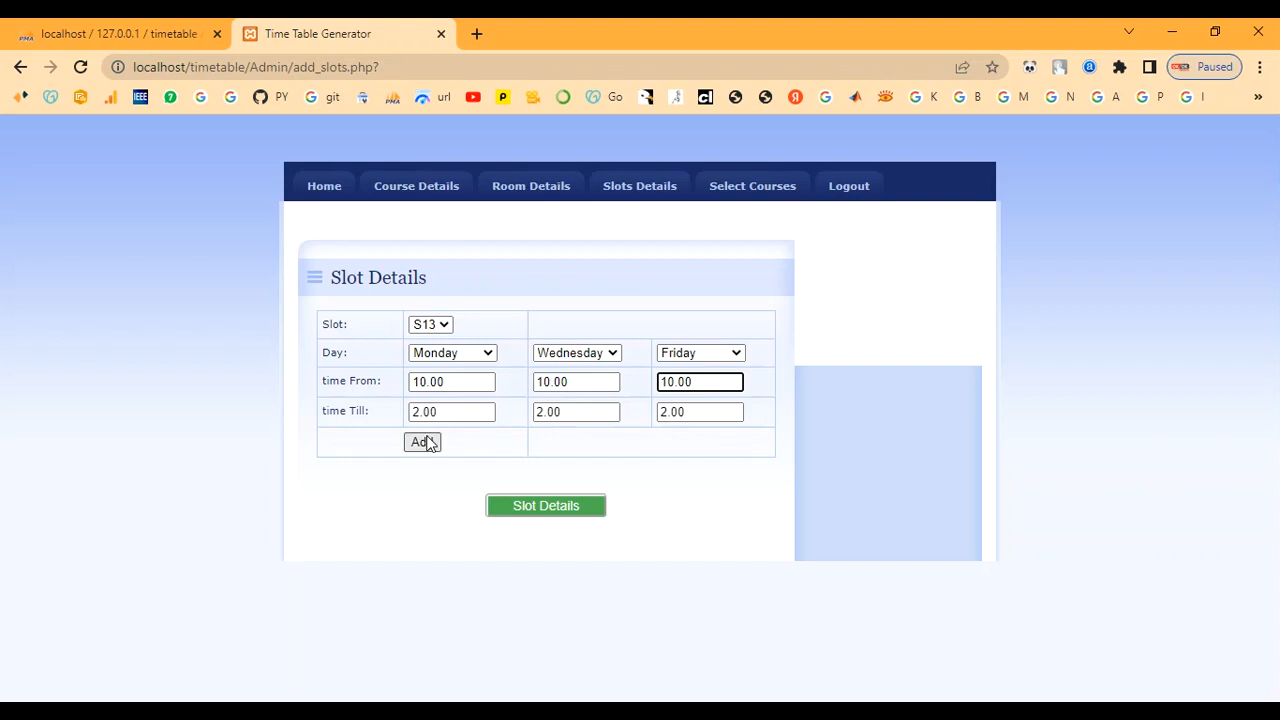 localhost / 127.0.0.1 / timetable
Time Table Generator
localhost/timetable/Admin/add_slots.php?
Paused
IEEE
PY
git
url
Go
K
B
M
N
A
P
I
Home
Course Details
Room Details
Slots Details
Select Courses
Logout
Slot Details
Slot: S13
Day: Monday Wednesday Friday
time From: 10.00 10.00 10.00
time Till: 2.00 2.00 2.00
Slot Details